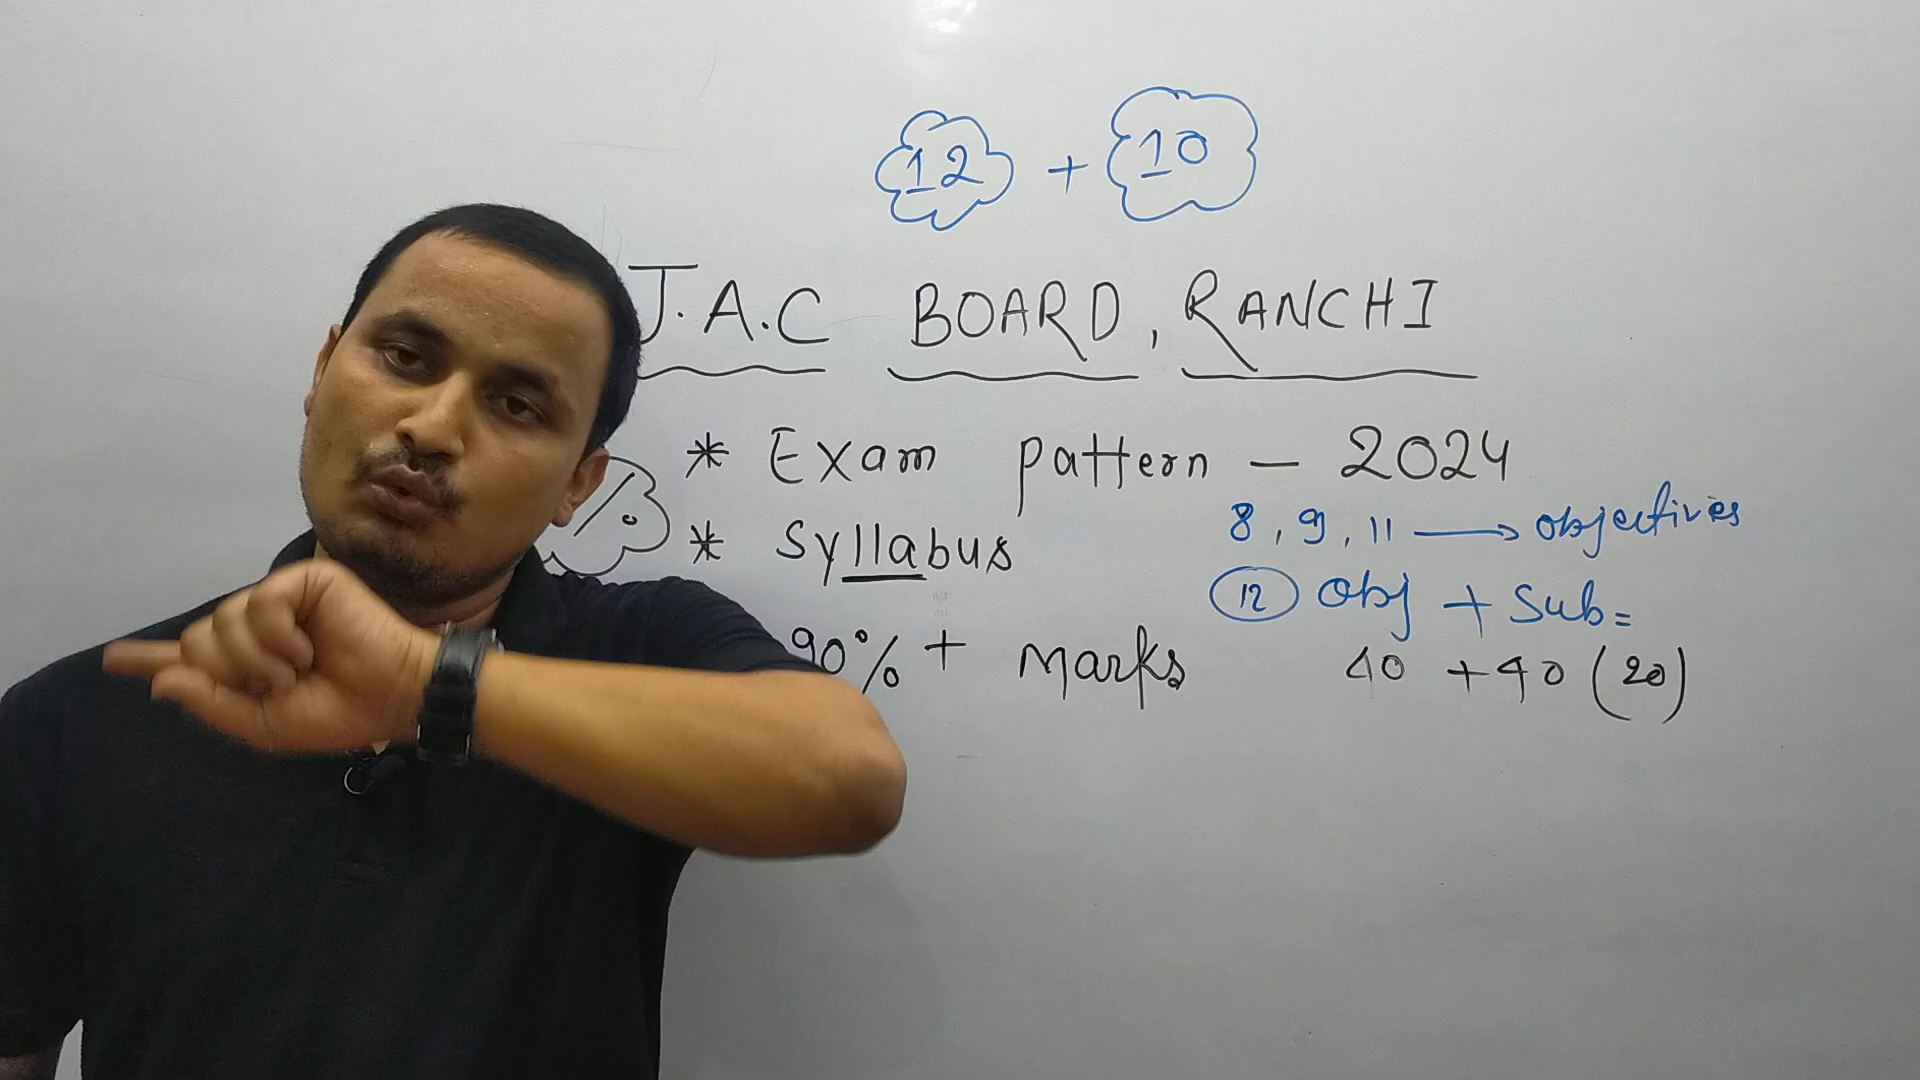 12 + 10
J.A.C BOARD, RANCHI
* Exam pattern - 2024
8, 9, 11 → objectives
* Syllabus
12 Obj + Sub =
90% + marks
40 + 40 (20)